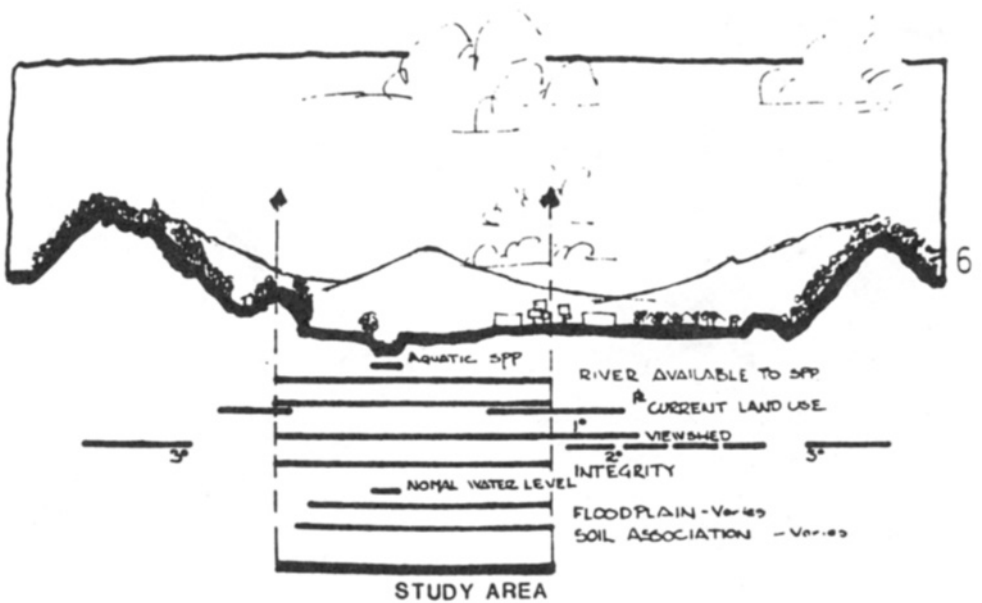 6
AQUATIC SPP
RIVER AVAILABLE TO SPP
CURRENT LAND USE
1°
VIEWSHED
3°
2°
3°
INTEGRITY
NOMAL WATER LEVEL
FLOODPLAIN - Varies
SOIL ASSOCIATION - Varies
STUDY AREA